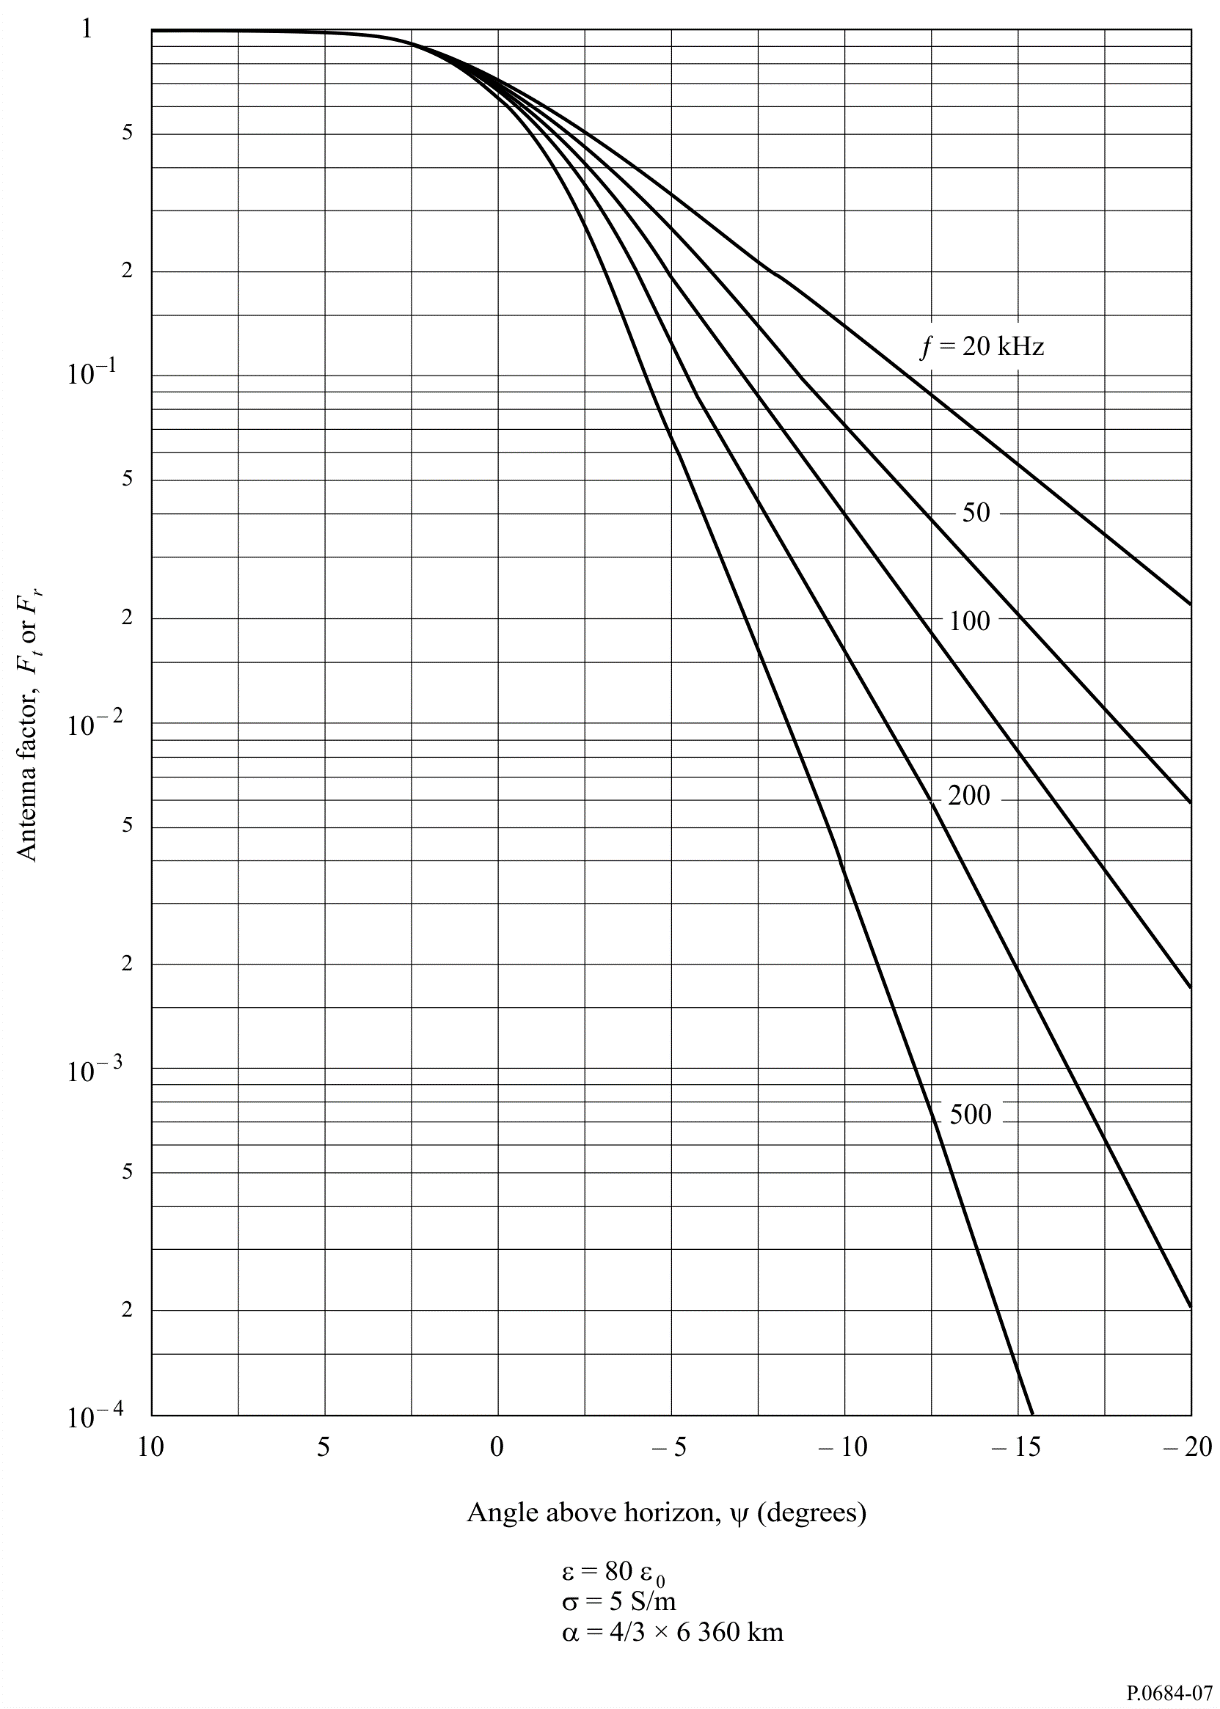 1
5
2
10⁻¹
5
2
10⁻²
5
2
10⁻³
5
2
10⁻⁴
Antenna factor, Fₜ or Fᵣ
f = 20 kHz
50
100
200
500
10 5 0 – 5 – 10 – 15 – 20
Angle above horizon, ψ (degrees)
ε = 80 ε₀
σ = 5 S/m
α = 4/3 × 6 360 km
P.0684-07